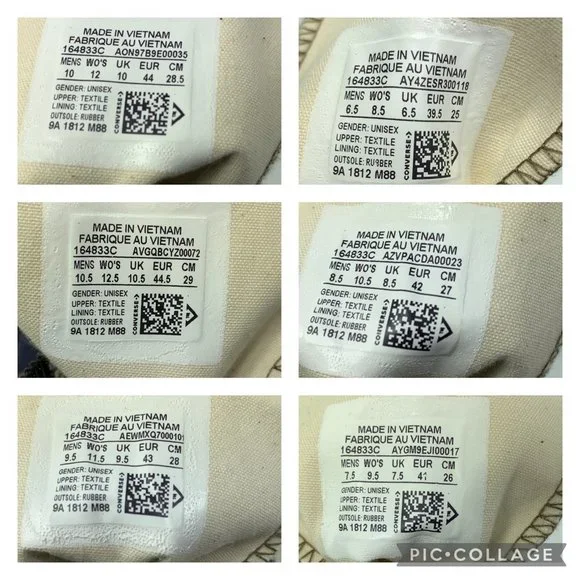 MADE IN VIETNAM
FABRIQUE AU VIETNAM
164833C AON97B9E00035
MENS WO'S UK EUR CM
10 12 10 44 28.5
GENDER: UNISEX
UPPER: TEXTILE
LINING: TEXTILE
OUTSOLE: RUBBER
9A 1812 M88
CONVERSE
MADE IN VIETNAM
FABRIQUE AU VIETNAM
164833C AY4ZESR300118
MENS WO'S UK EUR CM
6.5 8.5 6.5 39.5 25
GENDER: UNISEX
UPPER: TEXTILE
LINING: TEXTILE
OUTSOLE: RUBBER
9A 1812 M88
CONVERSE
MADE IN VIETNAM
FABRIQUE AU VIETNAM
164833C AVGQBCYZ00072
MENS WO'S UK EUR CM
10.5 12.5 10.5 44.5 29
GENDER: UNISEX
UPPER: TEXTILE
LINING: TEXTILE
OUTSOLE: RUBBER
9A 1812 M88
CONVERSE
MADE IN VIETNAM
FABRIQUE AU VIETNAM
164833C AZVPACDA00023
MENS WO'S UK EUR CM
8.5 10.5 8.5 42 27
GENDER: UNISEX
UPPER: TEXTILE
LINING: TEXTILE
OUTSOLE: RUBBER
9A 1812 M88
CONVERSE
MADE IN VIETNAM
FABRIQUE AU VIETNAM
164833C AEWMXQ7000101
MENS WO'S UK EUR CM
9.5 11.5 9.5 43 28
GENDER: UNISEX
UPPER: TEXTILE
LINING: TEXTILE
OUTSOLE: RUBBER
9A 1812 M88
CONVERSE
MADE IN VIETNAM
FABRIQUE AU VIETNAM
164833C AYGM9EJI00017
MENS WO'S UK EUR CM
7.5 9.5 7.5 41 26
GENDER: UNISEX
UPPER: TEXTILE
LINING: TEXTILE
OUTSOLE: RUBBER
9A 1812 M88
CONVERSE
PIC•COLLAGE